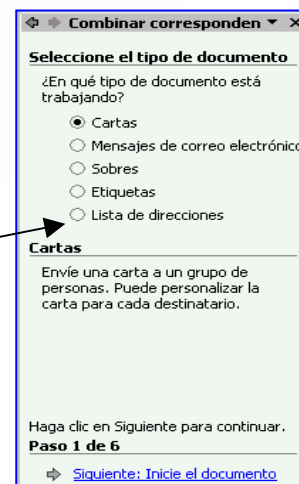 Combinar corresponden
Seleccione el tipo de documento
¿En qué tipo de documento está
trabajando?
Cartas
Mensajes de correo electrónico
Sobres
Etiquetas
Lista de direcciones
Cartas
Envíe una carta a un grupo de
personas. Puede personalizar la
carta para cada destinatario.
Haga clic en Siguiente para continuar.
Paso 1 de 6
Siguiente: Inicie el documento